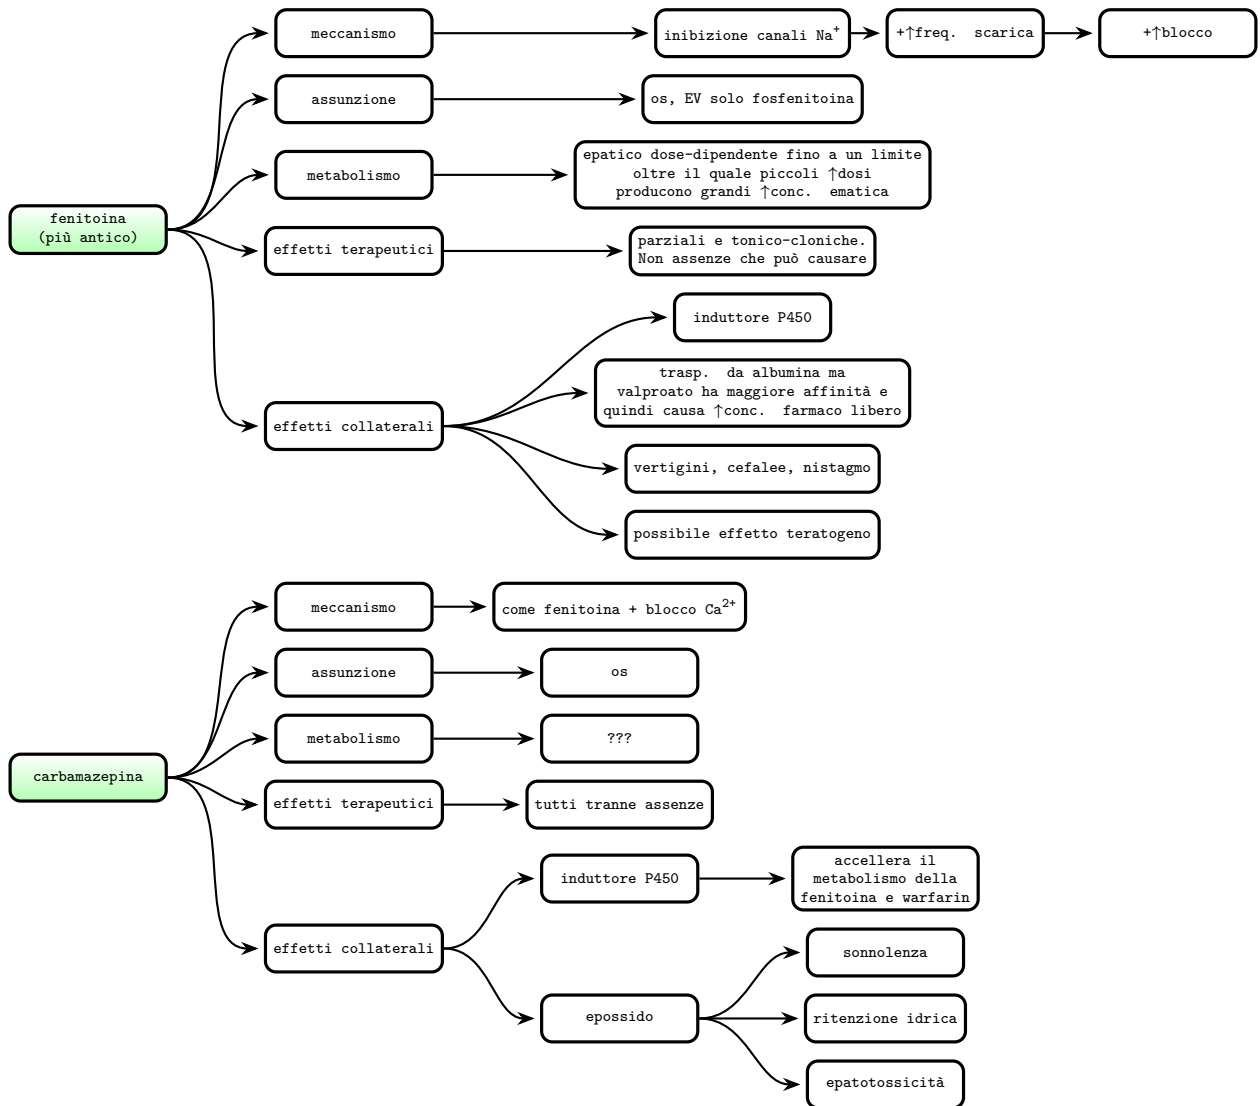 fenitoina
(più antico)
meccanismo
inibizione canali Na+
+↑freq. scarica
+↑blocco
assunzione
os, EV solo fosfenitoina
metabolismo
epatico dose-dipendente fino a un limite
oltre il quale piccoli ↑dosi
producono grandi ↑conc. ematica
effetti terapeutici
parziali e tonico-cloniche.
Non assenze che può causare
effetti collaterali
induttore P450
trasp. da albumina ma
valproato ha maggiore affinità e
quindi causa ↑conc. farmaco libero
vertigini, cefalee, nistagmo
possibile effetto teratogeno
carbamazepina
meccanismo
come fenitoina + blocco Ca2+
assunzione
os
metabolismo
???
effetti terapeutici
tutti tranne assenze
effetti collaterali
induttore P450
accellera il
metabolismo della
fenitoina e warfarin
epossido
sonnolenza
ritenzione idrica
epatotossicità